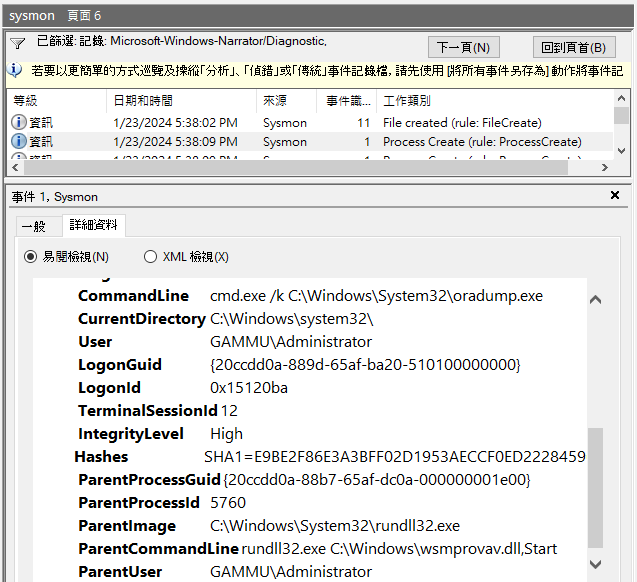 sysmon 頁面 6
已篩選: 記錄: Microsoft-Windows-Narrator/Diagnostic,
下一頁(N)
回到頁首(B)
若要以更簡單的方式巡覽及操縱「分析」、「偵錯」或「傳統」事件記錄檔，請先使用 [將所有事件另存為] 動作將事件記
等級 日期和時間 來源 事件識... 工作類別
資訊 1/23/2024 5:38:02 PM Sysmon 11 File created (rule: FileCreate)
資訊 1/23/2024 5:38:09 PM Sysmon 1 Process Create (rule: ProcessCreate)
事件 1, Sysmon
一般 詳細資料
易閱檢視(N) XML 檢視(X)
CommandLine cmd.exe /k C:\Windows\System32\oradump.exe
CurrentDirectory C:\Windows\system32\
User GAMMU\Administrator
LogonGuid {20ccdd0a-889d-65af-ba20-510100000000}
LogonId 0x15120ba
TerminalSessionId 12
IntegrityLevel High
Hashes SHA1=E9BE2F86E3A3BFF02D1953AECCF0ED2228459
ParentProcessGuid {20ccdd0a-88b7-65af-dc0a-000000001e00}
ParentProcessId 5760
ParentImage C:\Windows\System32\rundll32.exe
ParentCommandLine rundll32.exe C:\Windows\wsmprovav.dll,Start
ParentUser GAMMU\Administrator